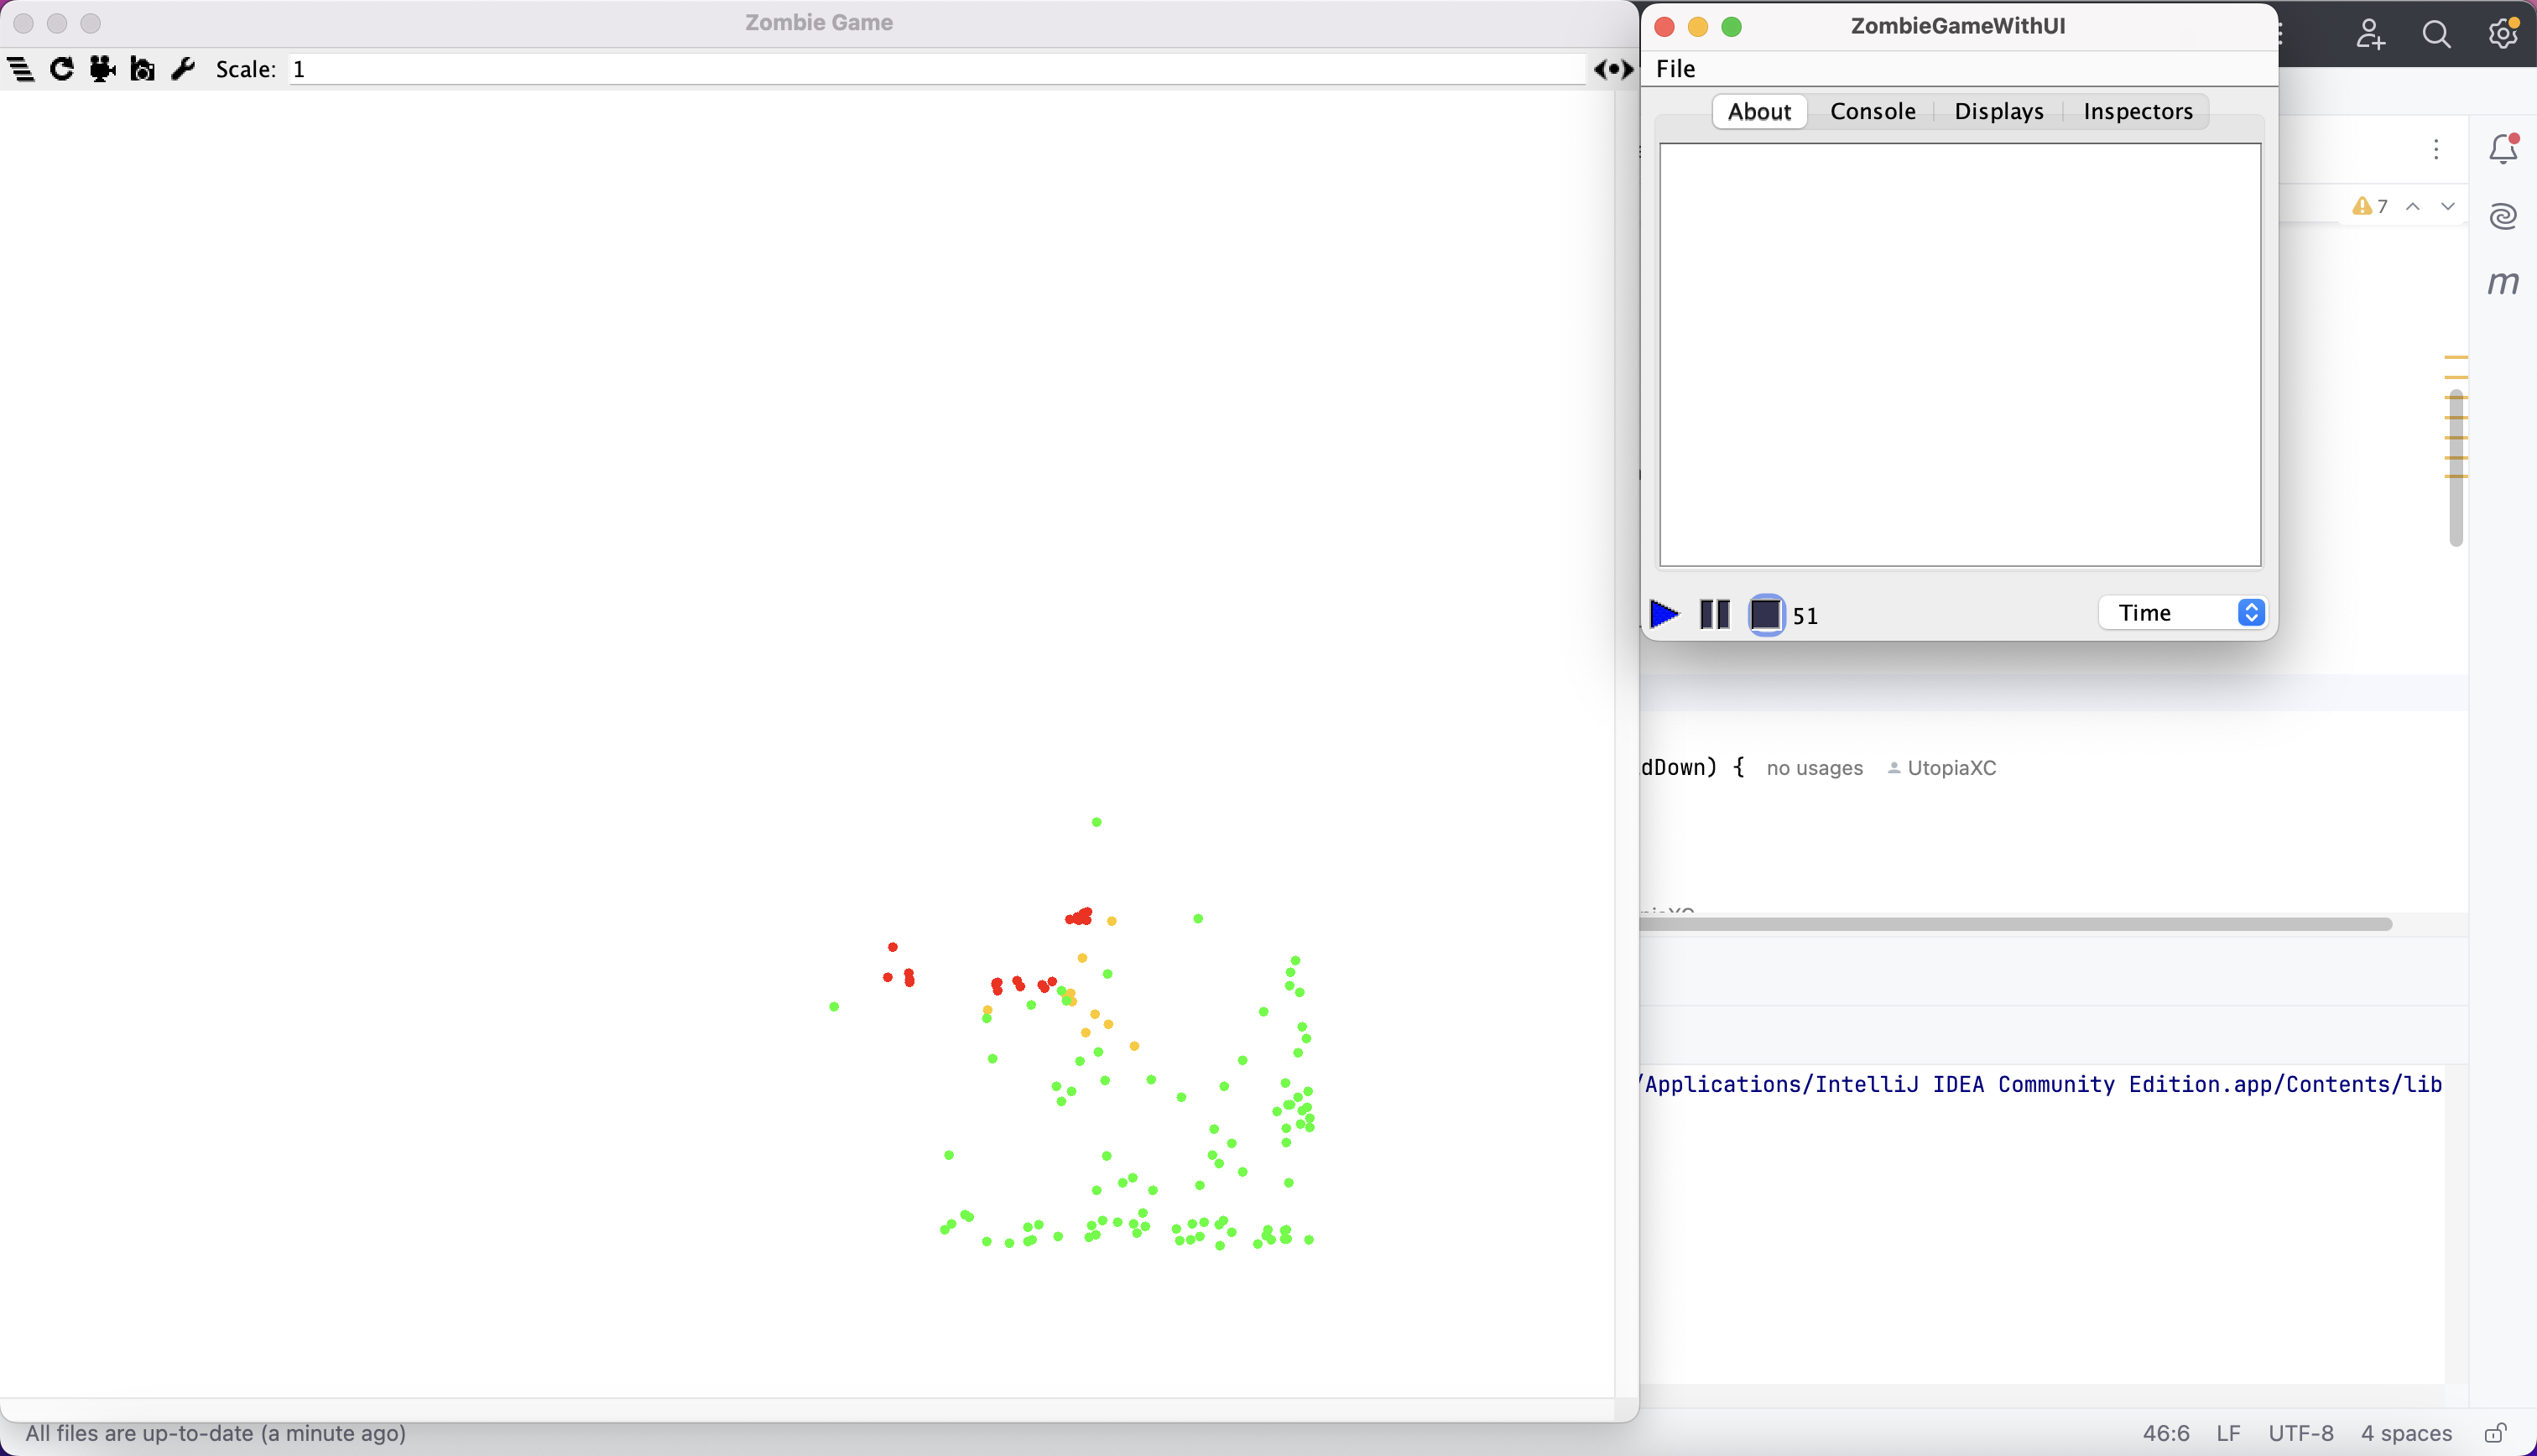 Zombie Game
Scale: 1
ZombieGameWithUI
File
About Console Displays Inspectors
51 Time
7
m
dDown) { no usages UtopiaXC
/Applications/IntelliJ IDEA Community Edition.app/Contents/lib
All files are up-to-date (a minute ago) 46:6 LF UTF-8 4 spaces